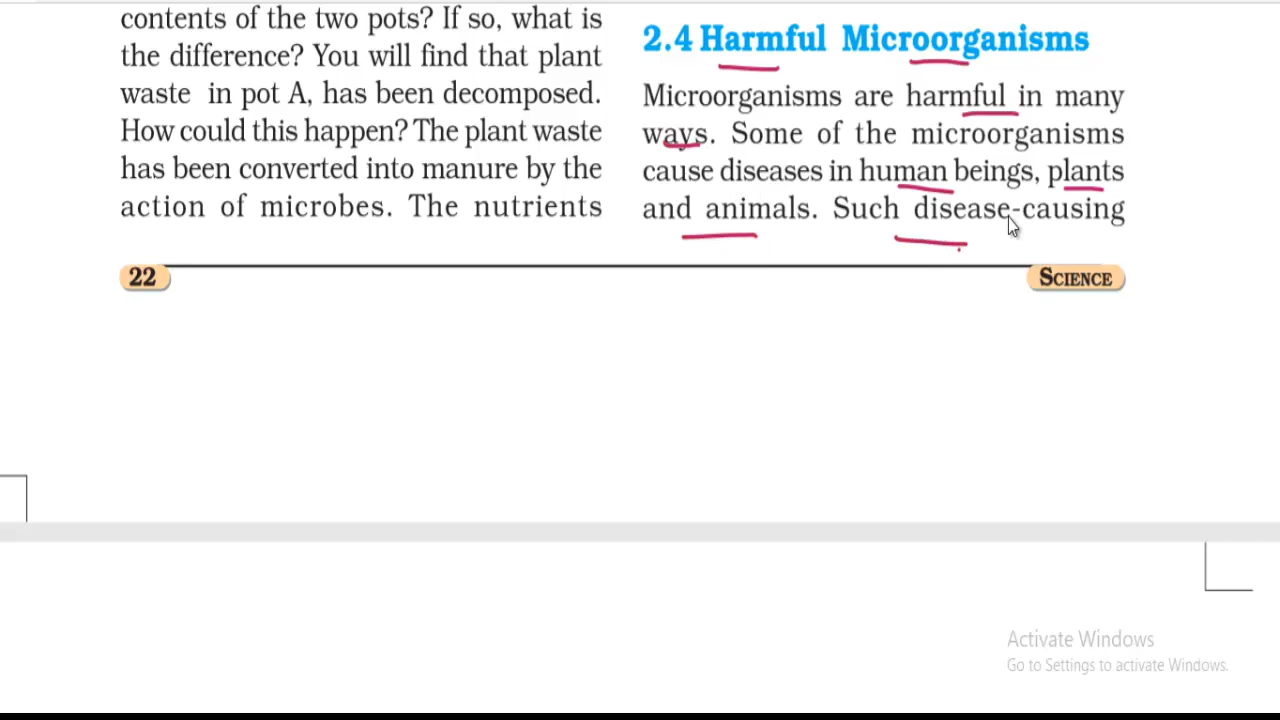 contents of the two pots? If so, what is
the difference? You will find that plant
waste in pot A, has been decomposed.
How could this happen? The plant waste
has been converted into manure by the
action of microbes. The nutrients
2.4 Harmful Microorganisms
Microorganisms are harmful in many
ways. Some of the microorganisms
cause diseases in human beings, plants
and animals. Such disease-causing
22
SCIENCE
Activate Windows
Go to Settings to activate Windows.